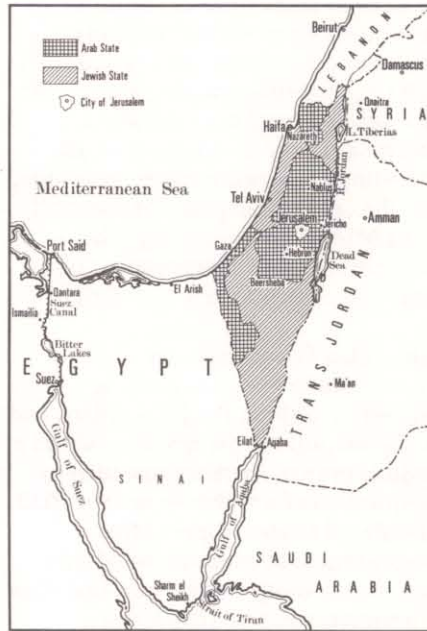 Arab State
Jewish State
City of Jerusalem
Beirut
LEBANON
Damascus
Qnaitra
SYRIA
Haifa
Nazareth
L. Tiberias
Mediterranean Sea
Nablus
R. Jordan
Tel Aviv
Jerusalem
Jericho
Amman
Port Said
Gaza
Hebron
Dead
Sea
Qantara
El Arish
Beersheba
Suez
Canal
Ismailia
Bitter
Lakes
EGYPT
TRANS JORDAN
Suez
Ma'an
Eilat
Aqaba
Gulf of Suez
SINAI
Gulf of Aqaba
SAUDI
ARABIA
Sharm el
Sheikh
Strait of Tiran